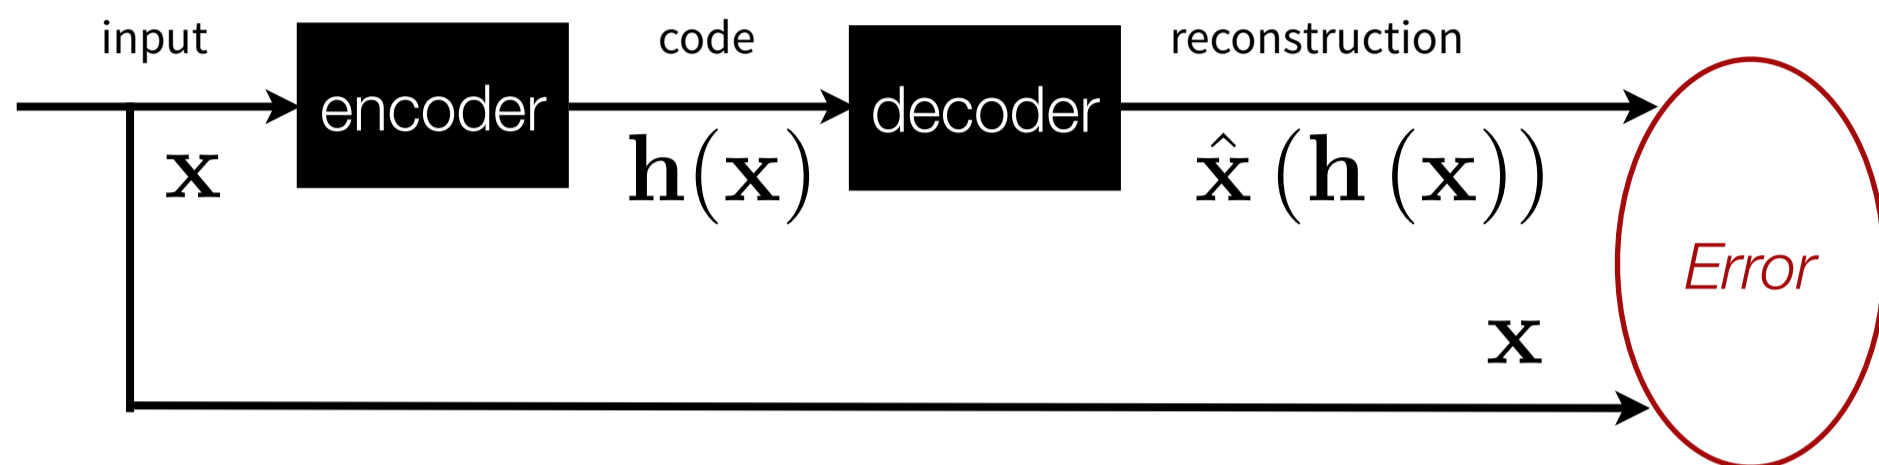 input
code
reconstruction
encoder
decoder
x
h(x)
x̂ (h (x))
Error
x